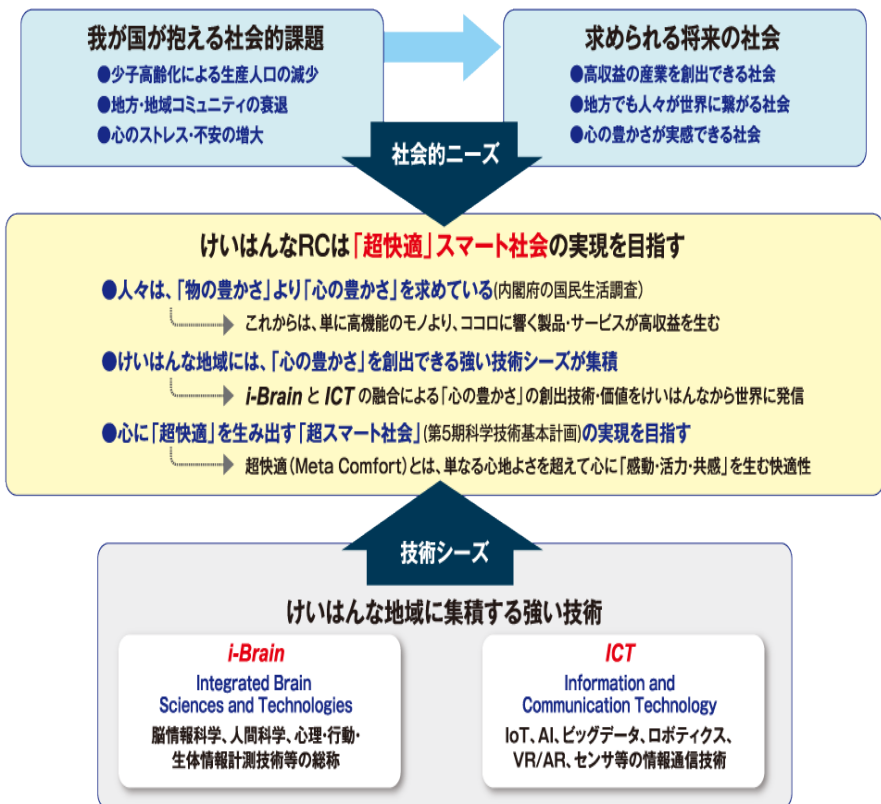 我が国が抱える社会的課題
●少子高齢化による生産人口の減少
●地方・地域コミュニティの衰退
●心のストレス・不安の増大
求められる将来の社会
●高収益の産業を創出できる社会
●地方でも人々が世界に繋がる社会
●心の豊かさが実感できる社会
社会的ニーズ
けいはんなRCは「超快適」スマート社会の実現を目指す
●人々は、「物の豊かさ」より「心の豊かさ」を求めている(内閣府の国民生活調査)
これからは、単に高機能のモノより、ココロに響く製品・サービスが高収益を生む
●けいはんな地域には、「心の豊かさ」を創出できる強い技術シーズが集積
i-Brain と ICT の融合による「心の豊かさ」の創出技術・価値をけいはんなから世界に発信
●心に「超快適」を生み出す「超スマート社会」(第5期科学技術基本計画)の実現を目指す
超快適(Meta Comfort)とは、単なる心地よさを超えて心に「感動・活力・共感」を生む快適性
技術シーズ
けいはんな地域に集積する強い技術
i-Brain
Integrated Brain
Sciences and Technologies
脳情報科学、人間科学、心理・行動・
生体情報計測技術等の総称
ICT
Information and
Communication Technology
IoT、AI、ビッグデータ、ロボティクス、
VR/AR、センサ等の情報通信技術